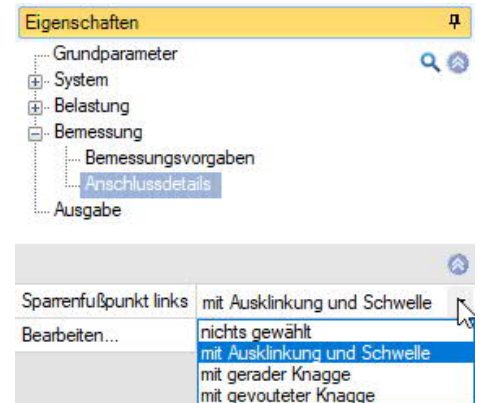 Eigenschaften
Grundparameter
System
Belastung
Bemessung
Bemessungsvorgaben
Anschlussdetails
Ausgabe
Sparrenfußpunkt links mit Ausklinkung und Schwelle
Bearbeiten...
nichts gewählt
mit Ausklinkung und Schwelle
mit gerader Knagge
mit gevouteter Knagge